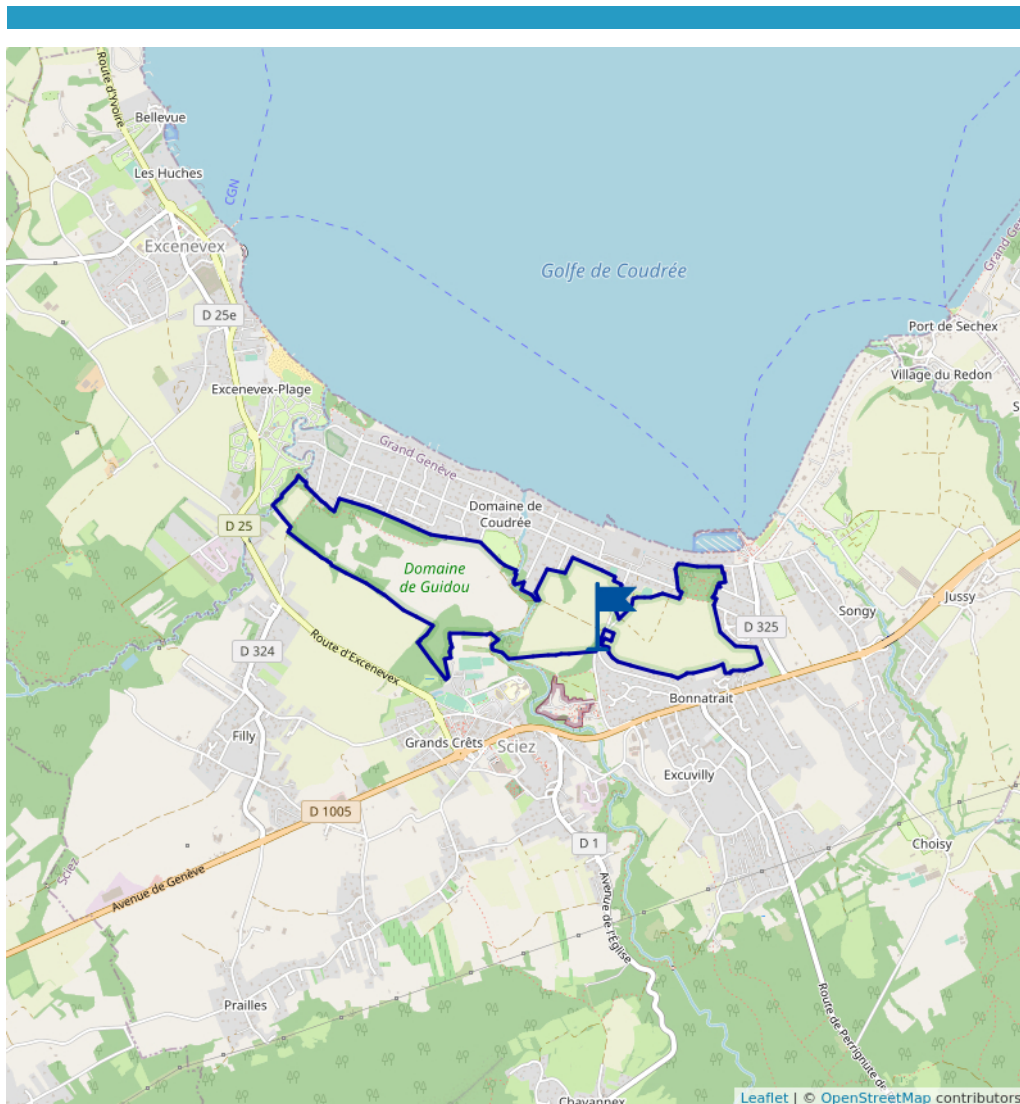 Route d'Yvoire
Bellevue
Les Huches
CGN
Excenevex
Golfe de Coudrée
Grand Gen
D 25e
Port de Sechex
Village du Redon
Excenevex-Plage
S
Grand Genève
Domaine de
Coudrée
D 25
Domaine
de Guidou
Jussy
Songy
D 325
Route d'Excenevex
D 324
Bonnatrait
Filly
Grands Crêts
Sciez
Excuvilly
D 1005
D 1
Choisy
Sciez
Avenue de Genève
Avenue de l'Église
Prailles
Route de Perrignute de
Chavannex
Leaflet | © OpenStreetMap contributors